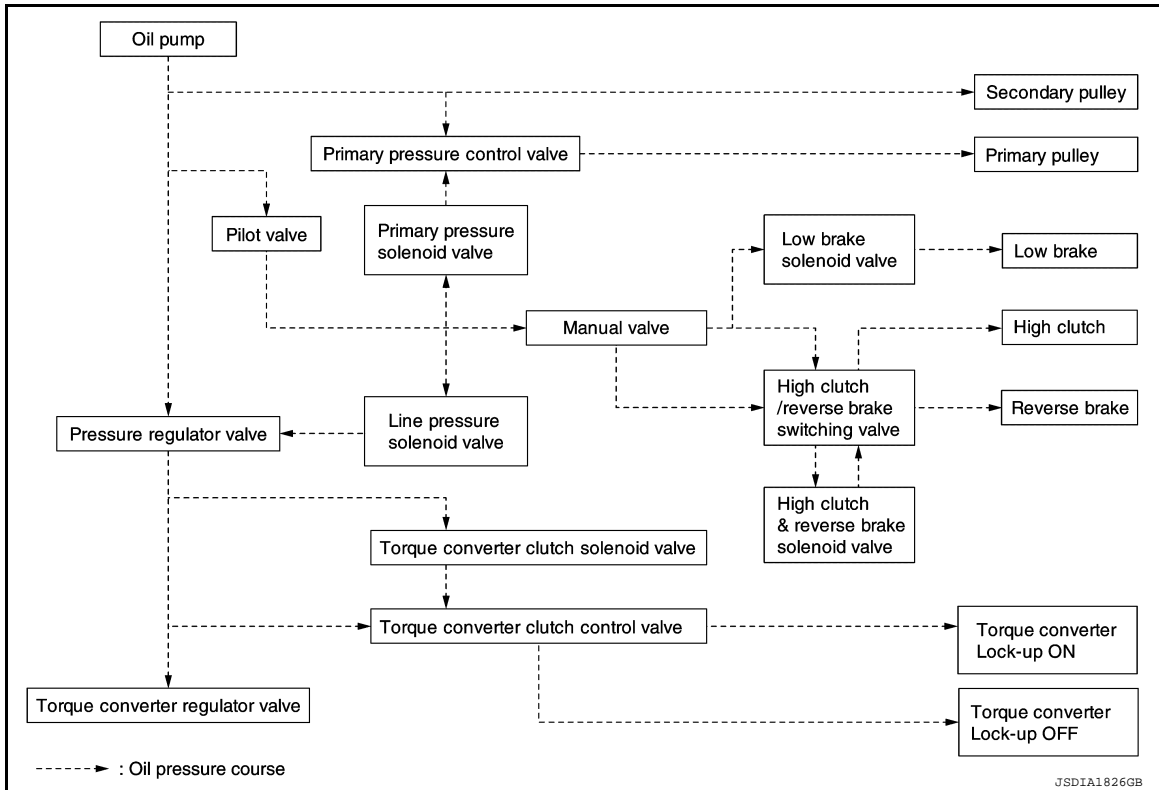 Oil pump
Secondary pulley
Primary pressure control valve
Primary pulley
Pilot valve
Primary pressure
solenoid valve
Low brake
solenoid valve
Low brake
Manual valve
High clutch
High clutch
/reverse brake
switching valve
Reverse brake
Pressure regulator valve
Line pressure
solenoid valve
High clutch
& reverse brake
solenoid valve
Torque converter clutch solenoid valve
Torque converter clutch control valve
Torque converter
Lock-up ON
Torque converter regulator valve
Torque converter
Lock-up OFF
: Oil pressure course
JSDIA1826GB